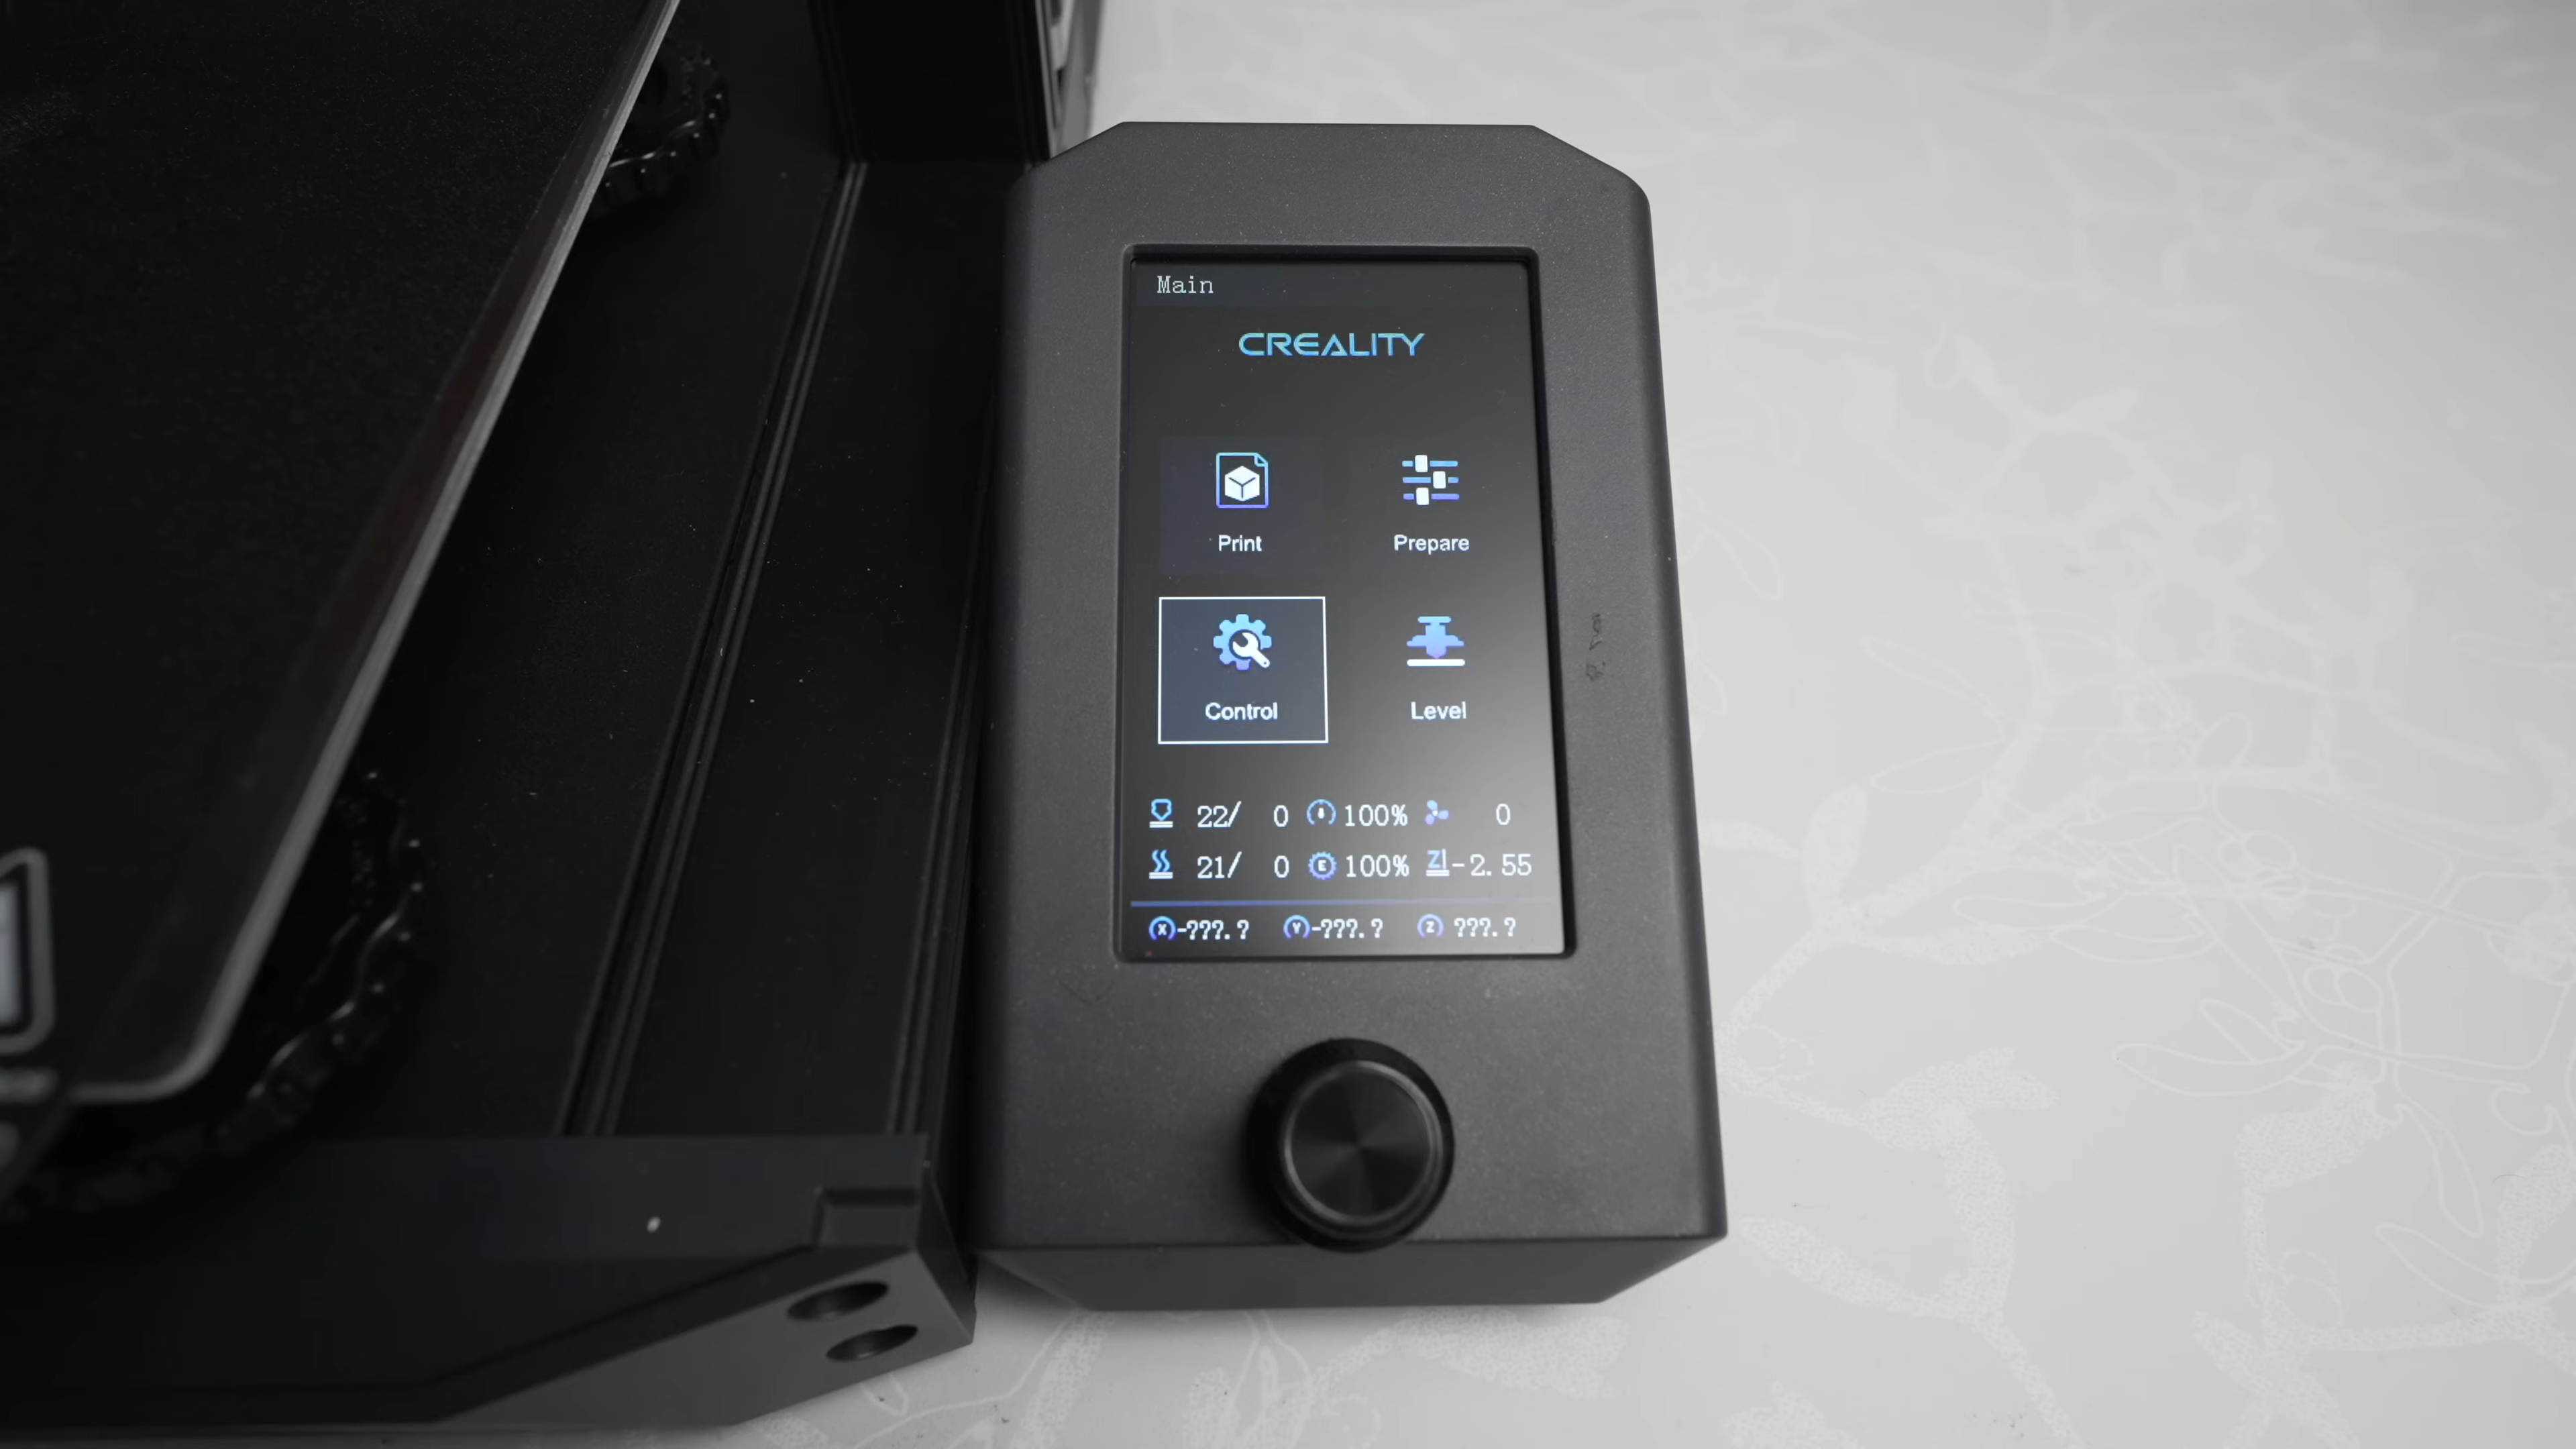 Main
CREALITY
Print
Prepare
Control
Level
22/ 0 100% 0
21/ 0 E 100% Z -2.55
X -???.? Y -???.? Z ???.?